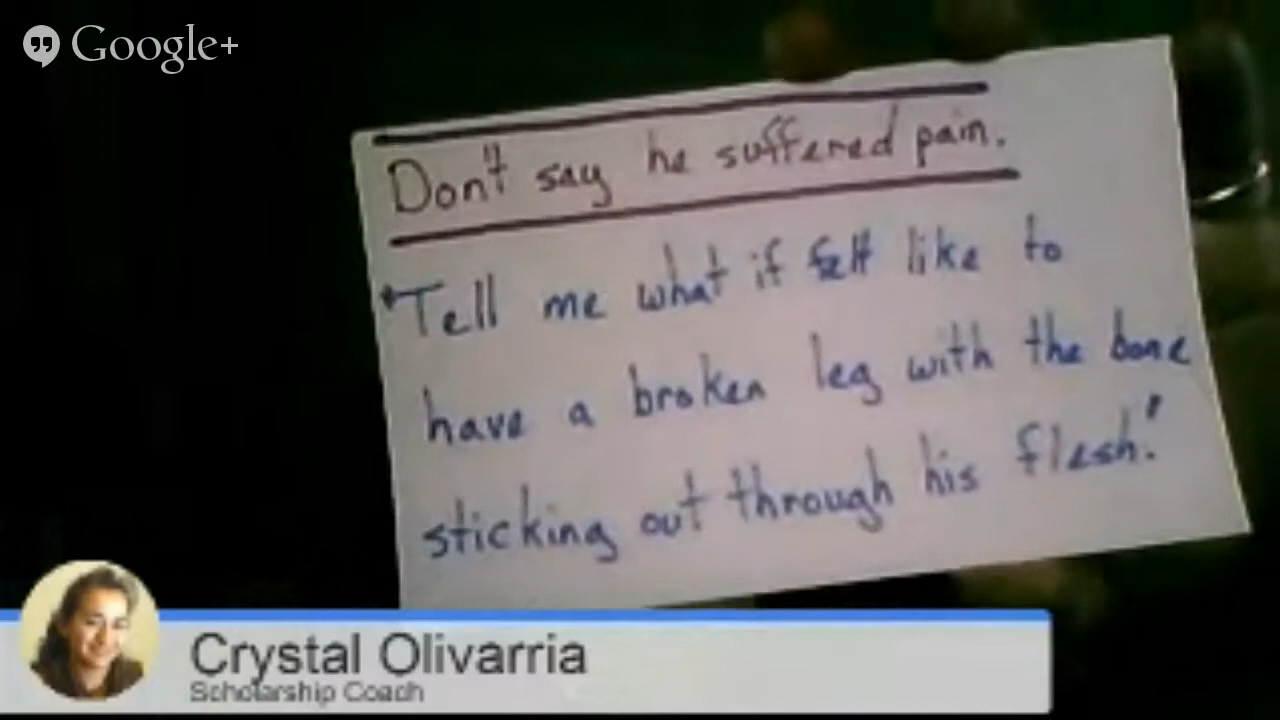 Google+
Don't say he suffered pain.
"Tell me what it felt like to
have a broken leg with the bone
sticking out through his flesh."
Crystal Olivarria
Scholarship Coach